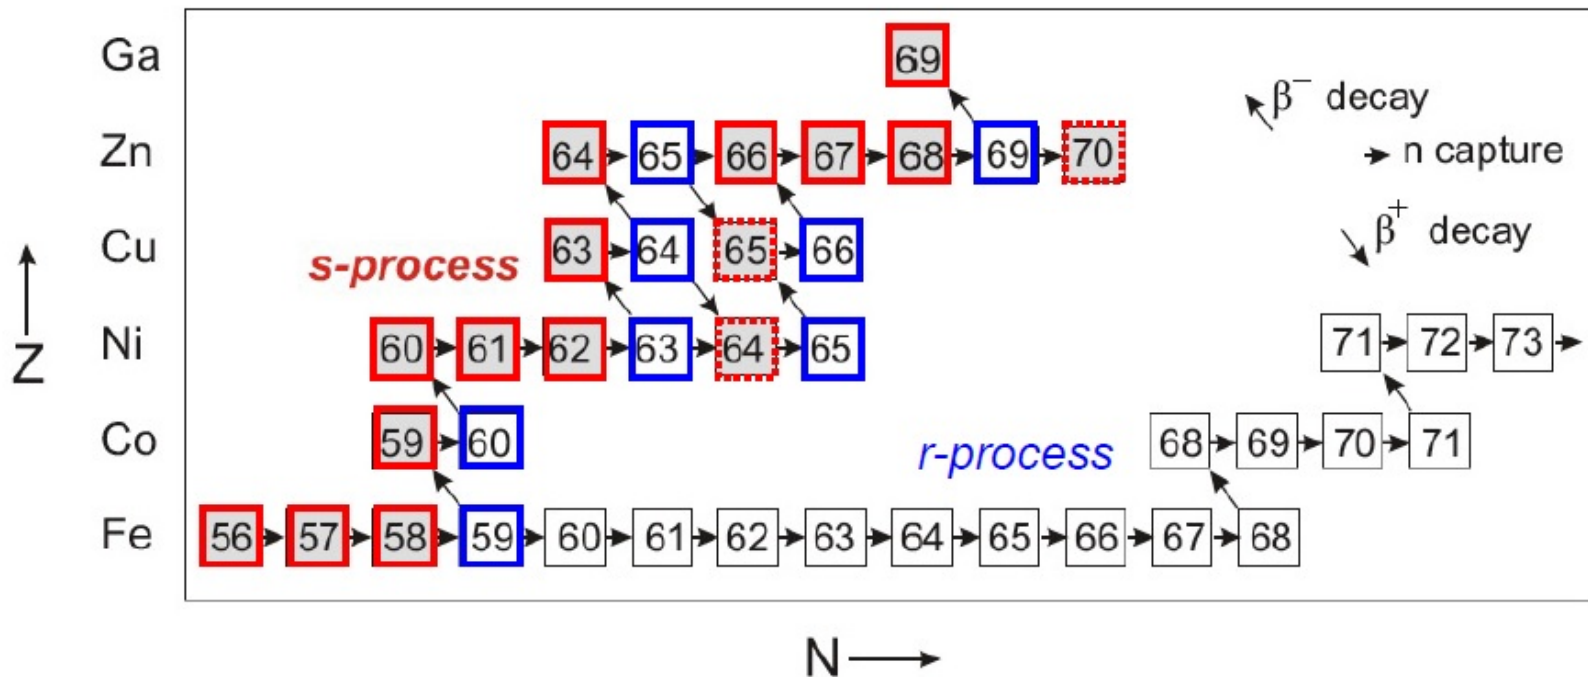 Ga 69
β⁻ decay
Zn 64 65 66 67 68 69 70
n capture
Cu 63 64 65 66
β⁺ decay
s-process
Ni 60 61 62 63 64 65 71 72 73
Z
Co 59 60 68 69 70 71
r-process
Fe 56 57 58 59 60 61 62 63 64 65 66 67 68
N